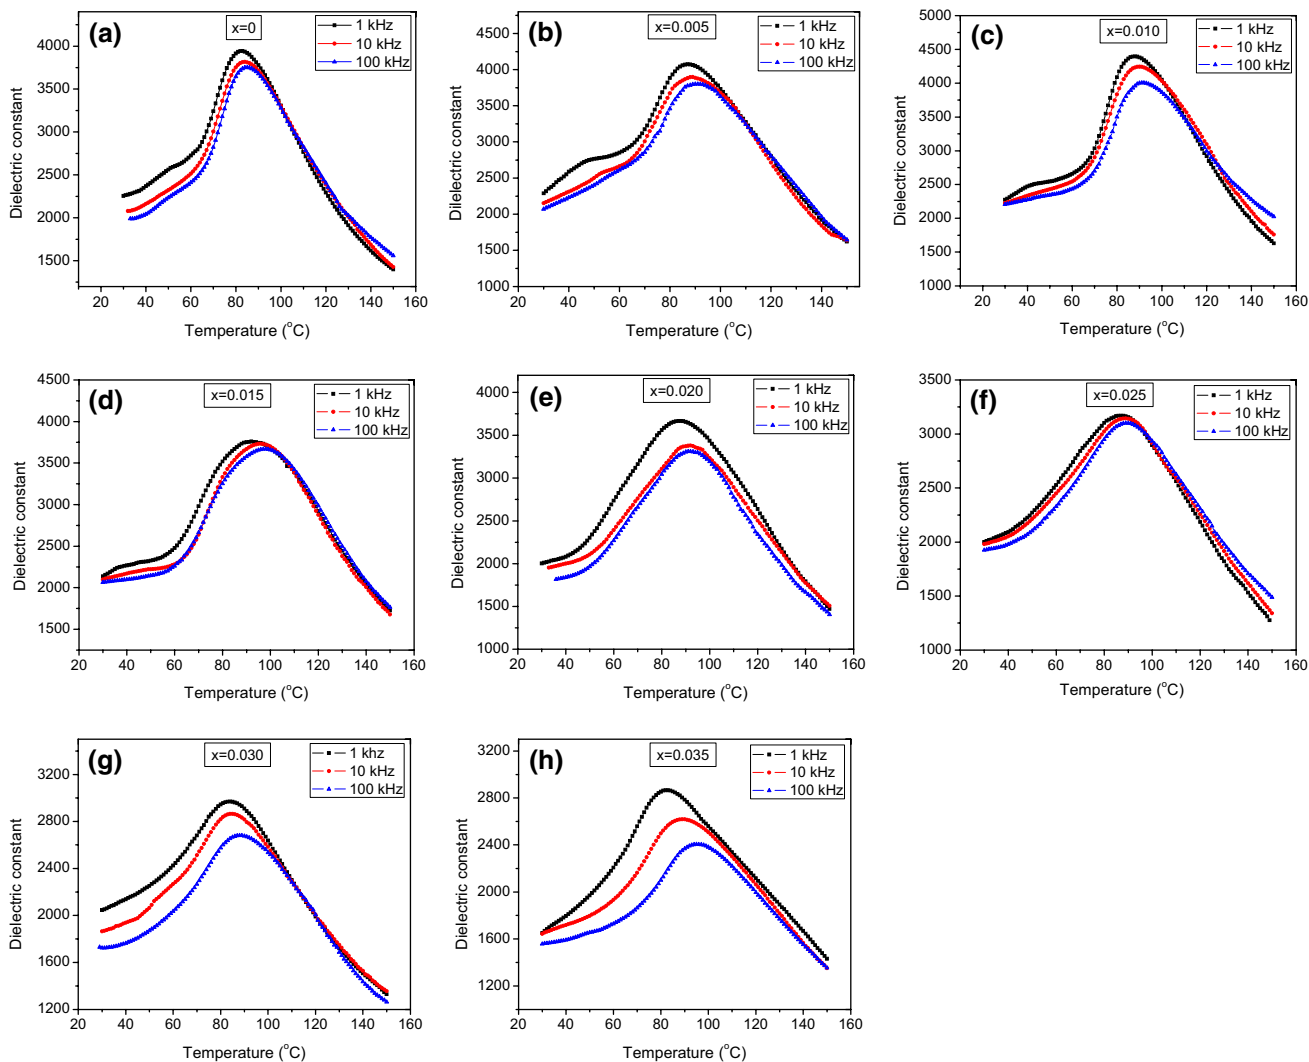 (a)
x=0
1 kHz
10 kHz
100 kHz
Dielectric constant
4000
3500
3000
2500
2000
1500
20 40 60 80 100 120 140 160
Temperature (°C)
(b)
x=0.005
1 kHz
10 kHz
100 kHz
Dilelectric constant
5000
4500
4000
3500
3000
2500
2000
1500
1000
20 40 60 80 100 120 140
Temperature (°C)
(c)
x=0.010
1 kHz
10 kHz
100 kHz
Dielectric constant
5000
4500
4000
3500
3000
2500
2000
1500
1000
20 40 60 80 100 120 140 160
Temperature (°C)
(d)
x=0.015
1 kHz
10 kHz
100 kHz
Dielectric constant
4500
4000
3500
3000
2500
2000
1500
20 40 60 80 100 120 140 160
Temperature (°C)
(e)
x=0.020
1 kHz
10 kHz
100 kHz
Dielectric constant
4000
3500
3000
2500
2000
1500
1000
20 40 60 80 100 120 140 160
Temperature (°C)
(f)
x=0.025
1 kHz
10 kHz
100 kHz
Dielectric constant
3500
3000
2500
2000
1500
1000
20 40 60 80 100 120 140 160
Temperature (°C)
(g)
x=0.030
1 khz
10 kHz
100 kHz
Dielectric constant
3200
2800
2400
2000
1600
1200
20 40 60 80 100 120 140 160
Temperature (°C)
(h)
x=0.035
1 kHz
10 kHz
100 kHz
Dielectric constant
3200
2800
2400
2000
1600
1200
20 40 60 80 100 120 140 160
Temperature (°C)